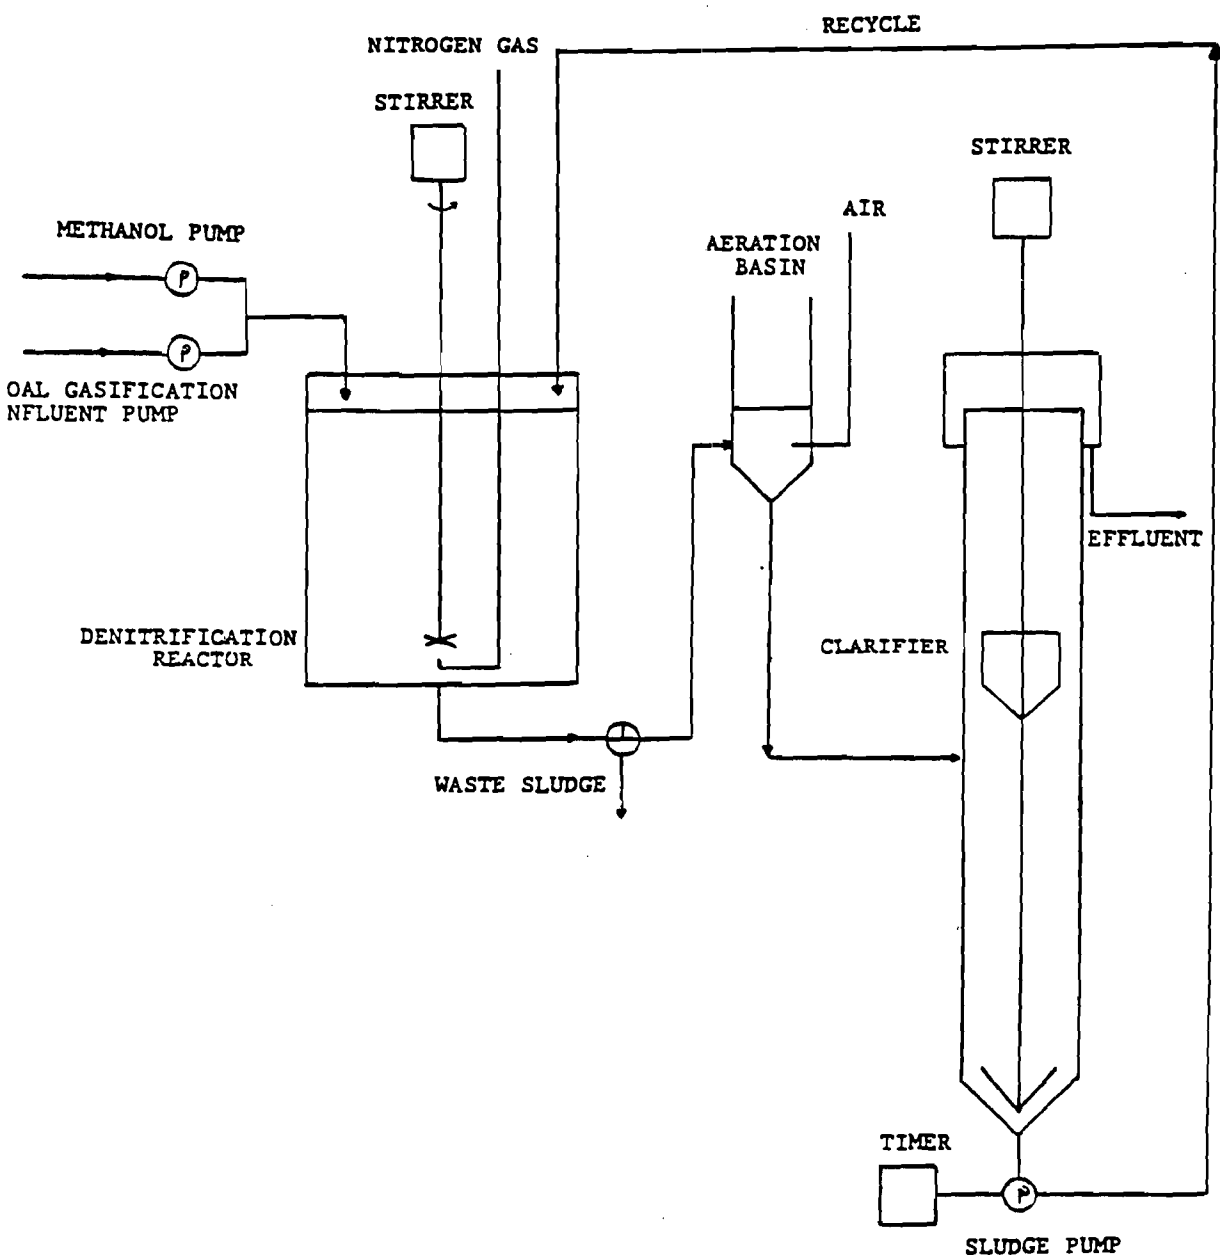 RECYCLE
NITROGEN GAS
STIRRER
STIRRER
AIR
METHANOL PUMP
AERATION
BASIN
P
P
OAL GASIFICATION
NFLUENT PUMP
EFFLUENT
DENITRIFICATION
REACTOR
CLARIFIER
WASTE SLUDGE
TIMER
P
SLUDGE PUMP